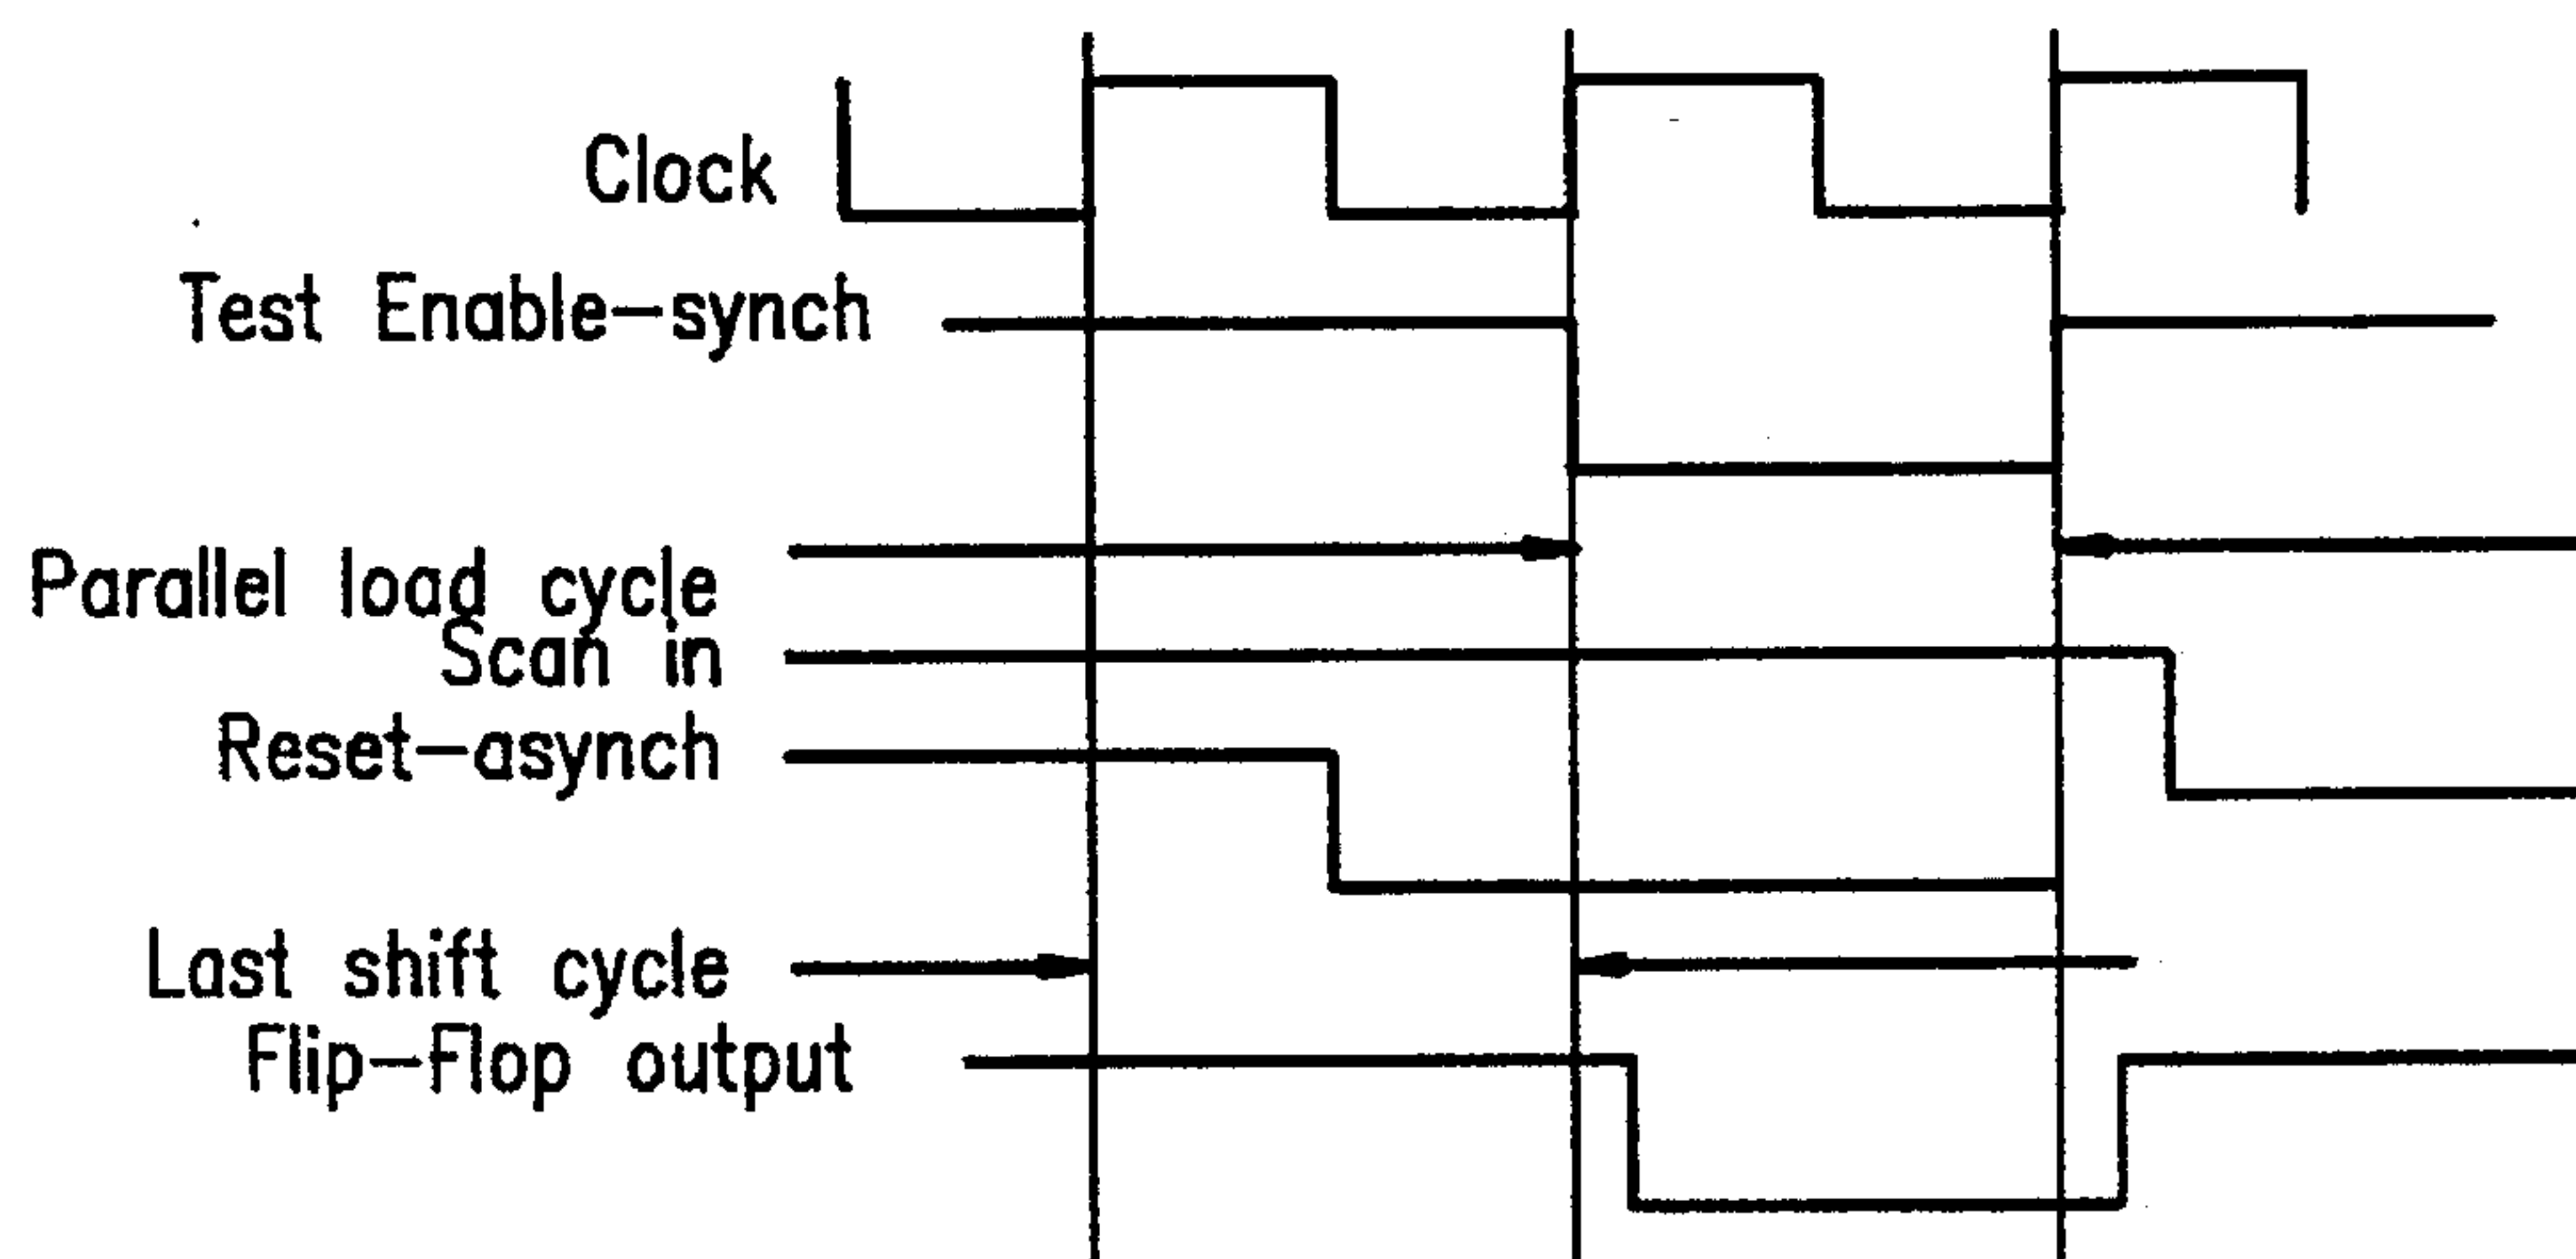 Clock
Test Enable-synch
Parallel load cycle
Scan in
Reset-asynch
Last shift cycle
Flip-Flop output